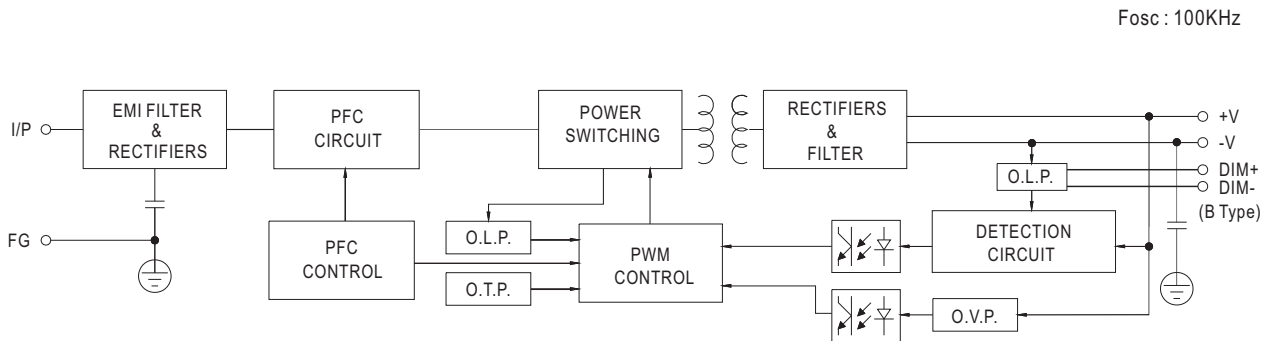 Fosc : 100KHz
I/P
EMI FILTER
&
RECTIFIERS
PFC
CIRCUIT
POWER
SWITCHING
RECTIFIERS
&
FILTER
+V
-V
DIM+
DIM-
(B Type)
O.L.P.
FG
PFC
CONTROL
O.L.P.
O.T.P.
PWM
CONTROL
DETECTION
CIRCUIT
O.V.P.